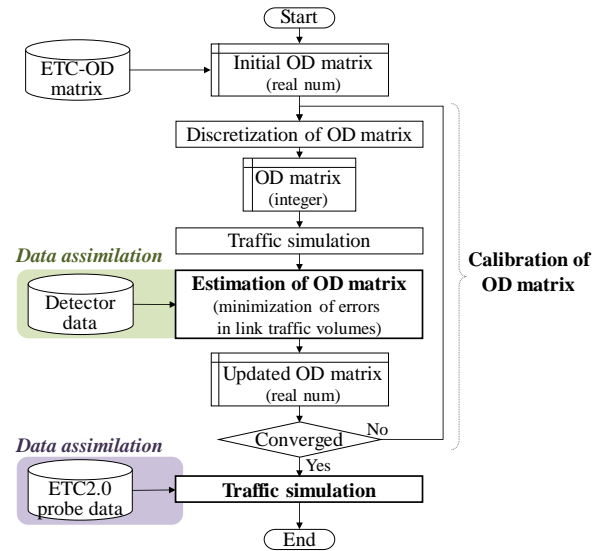 Start
ETC-OD
matrix
Initial OD matrix
(real num)
Discretization of OD matrix
OD matrix
(integer)
Traffic simulation
Data assimilation
Detector
data
Estimation of OD matrix
(minimization of errors
in link traffic volumes)
Calibration of
OD matrix
Updated OD matrix
(real num)
Converged
No
Yes
Data assimilation
ETC2.0
probe data
Traffic simulation
End